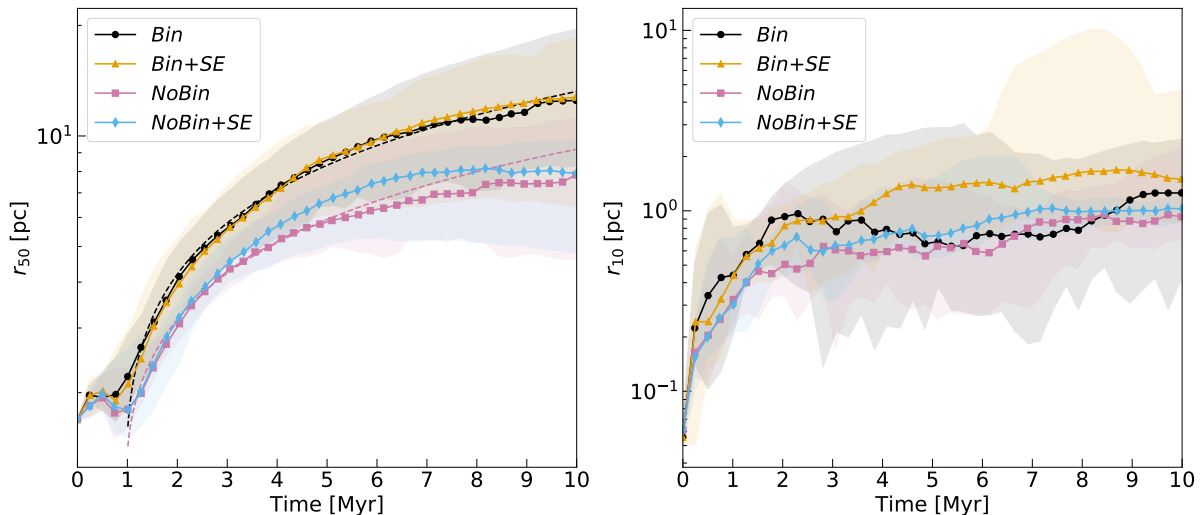 Bin
Bin+SE
NoBin
NoBin+SE
10¹
r₅₀ [pc]
0 1 2 3 4 5 6 7 8 9 10
Time [Myr]
Bin
Bin+SE
NoBin
NoBin+SE
10¹
10⁰
10⁻¹
r₁₀ [pc]
0 1 2 3 4 5 6 7 8 9 10
Time [Myr]